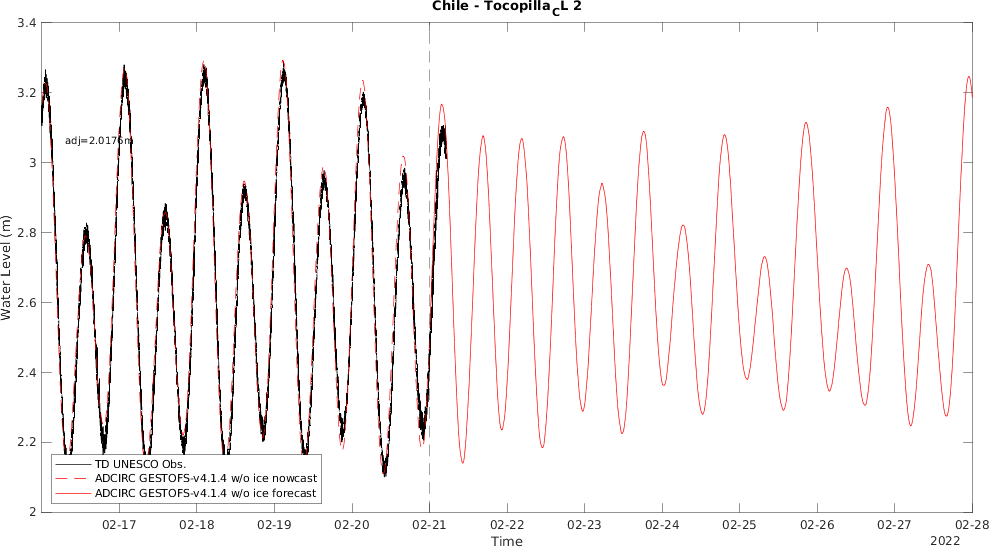 Chile - Tocopilla_CL 2
3.4
3.2
3
2.8
2.6
2.4
2.2
2
Water Level (m)
adj=2.0176m
TD UNESCO Obs.
ADCIRC GESTOFS-v4.1.4 w/o ice nowcast
ADCIRC GESTOFS-v4.1.4 w/o ice forecast
02-17 02-18 02-19 02-20 02-21 02-22 02-23 02-24 02-25 02-26 02-27 02-28
Time
2022